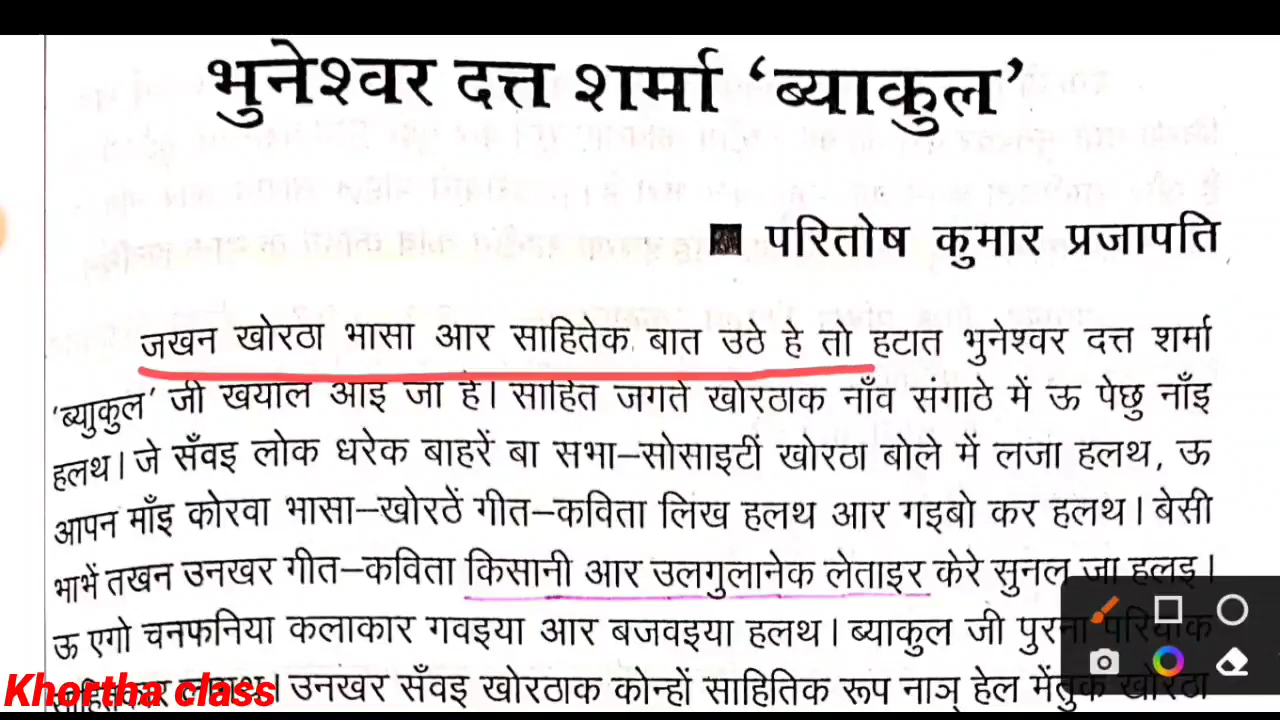 भुनेश्वर दत्त शर्मा ‘ब्याकुल’
परितोष कुमार प्रजापति
जखन खोरठा भासा आर साहितेक बात उठे हे तो हटात भुनेश्वर दत्त शर्मा
‘ब्याकुल’ जी खयाल आइ जा हे। साहित जगते खोरठाक नाँव संगाठे में ऊ पेछु नाँइ
हलथ। जे सँवइ लोक धरेक बाहरें बा सभा–सोसाइटीं खोरठा बोले में लजा हलथ, ऊ
आपन माँइ कोरवा भासा–खोरठें गीत–कविता लिख हलथ आर गइबो कर हलथ। बेसी
भाभें तखन उनखर गीत–कविता किसानी आर उलगुलानेक लेताइर केरे सुनल जा हलइ।
ऊ एगो चनफनिया कलाकार गवइया आर बजवइया हलथ। ब्याकुल जी पुरना
उनखर सँवइ खोरठाक कोन्हों साहितिक रूप नाञ् हेल मेंतुक खोरठा
Khortha class